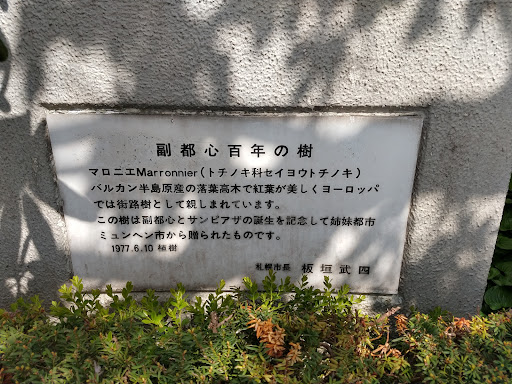 副都心百年の樹
マロニエMarronnier(トチノキ科セイヨウトチノキ)
バルカン半島原産の落葉高木で紅葉が美しくヨーロッパ
では街路樹として親しまれています。
この樹は副都心とサンピアザの誕生を記念して姉妹都市
ミュンヘン市から贈られたものです。
1977.6.10 植樹
札幌市長 板垣武四